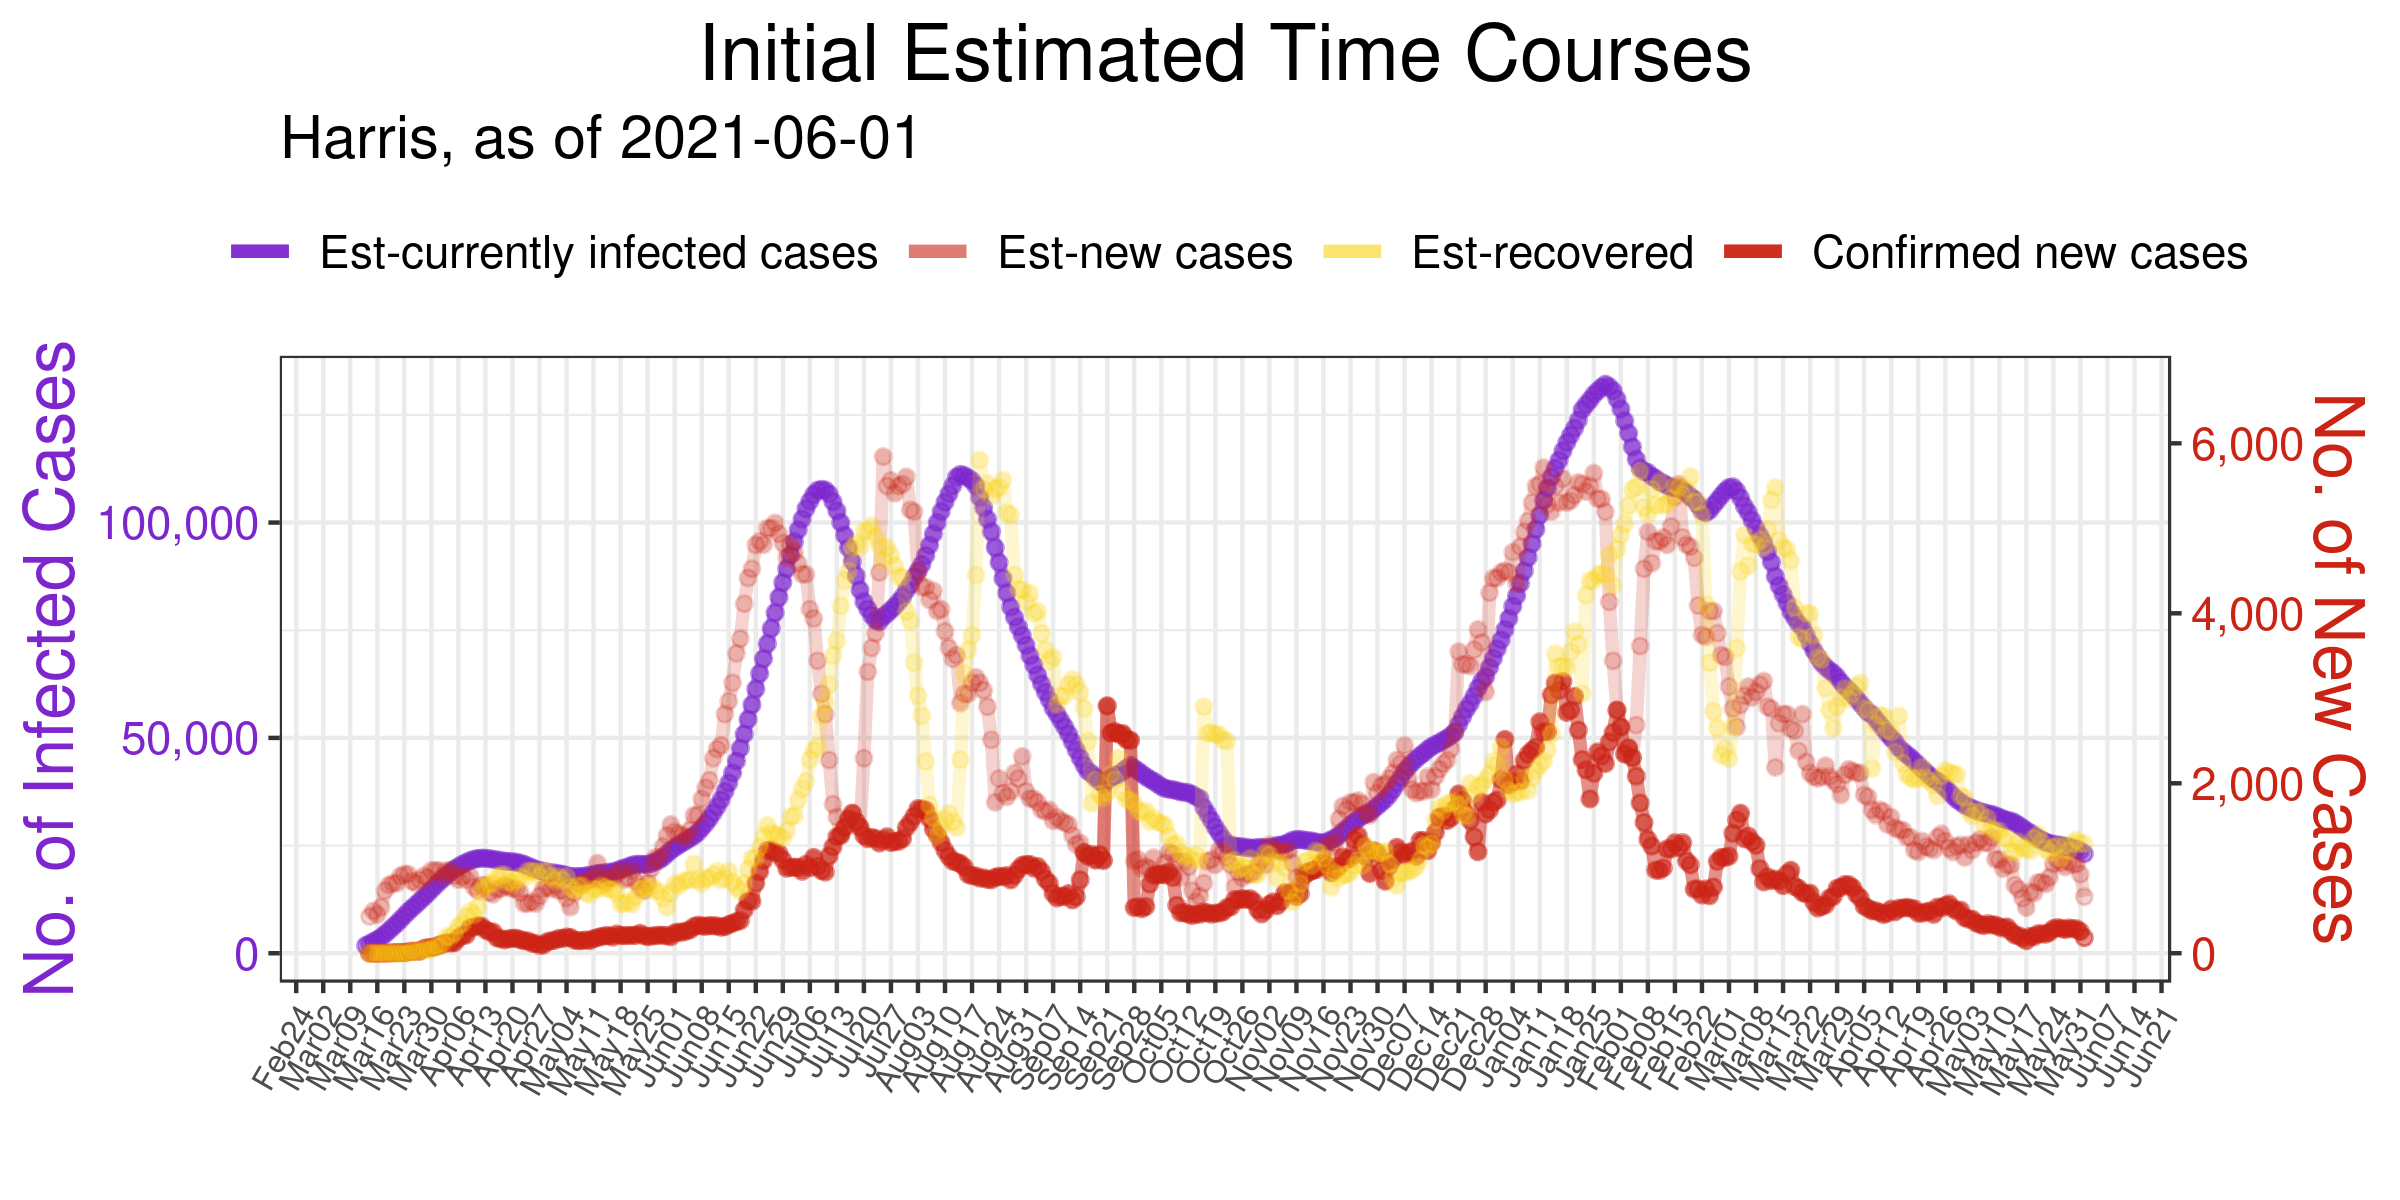 Initial Estimated Time Courses
Harris, as of 2021-06-01
Est-currently infected cases
Est-new cases
Est-recovered
Confirmed new cases
No. of Infected Cases
100,000
50,000
0
6,000
4,000
2,000
0
No. of New Cases
Feb24
Mar02
Mar09
Mar16
Mar23
Mar30
Apr06
Apr13
Apr20
Apr27
May04
May11
May18
May25
Jun01
Jun08
Jun15
Jun22
Jun29
Jul06
Jul13
Jul20
Jul27
Aug03
Aug10
Aug17
Aug24
Aug31
Sep07
Sep14
Sep21
Sep28
Oct05
Oct12
Oct19
Oct26
Nov02
Nov09
Nov16
Nov23
Nov30
Dec07
Dec14
Dec21
Dec28
Jan04
Jan11
Jan18
Jan25
Feb01
Feb08
Feb15
Feb22
Mar01
Mar08
Mar15
Mar22
Mar29
Apr05
Apr12
Apr19
Apr26
May03
May10
May17
May24
May31
Jun07
Jun14
Jun21